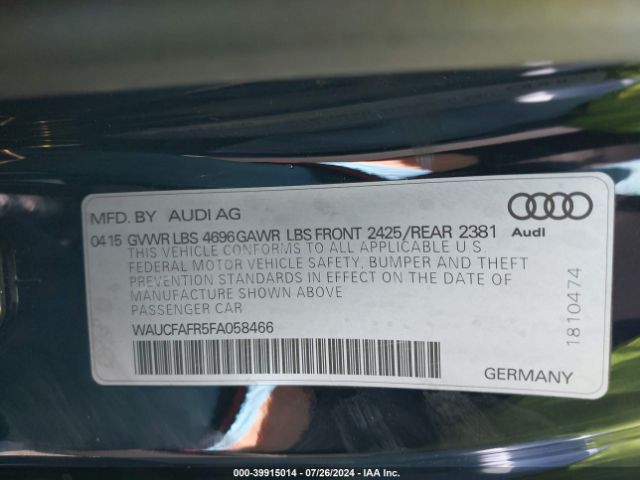 MFD. BY AUDI AG
Audi
04 15 GVWR LBS 4696 GAWR LBS FRONT 2425/REAR 2381
THIS VEHICLE CONFORMS TO ALL APPLICABLE U.S.
FEDERAL MOTOR VEHICLE SAFETY, BUMPER AND THEFT
PREVENTION STANDARDS IN EFFECT ON THE DATE OF
MANUFACTURE SHOWN ABOVE
PASSENGER CAR
WAUCFAFR5FA058466
1810474
GERMANY
000-39915014 - 07/26/2024 - IAA Inc.